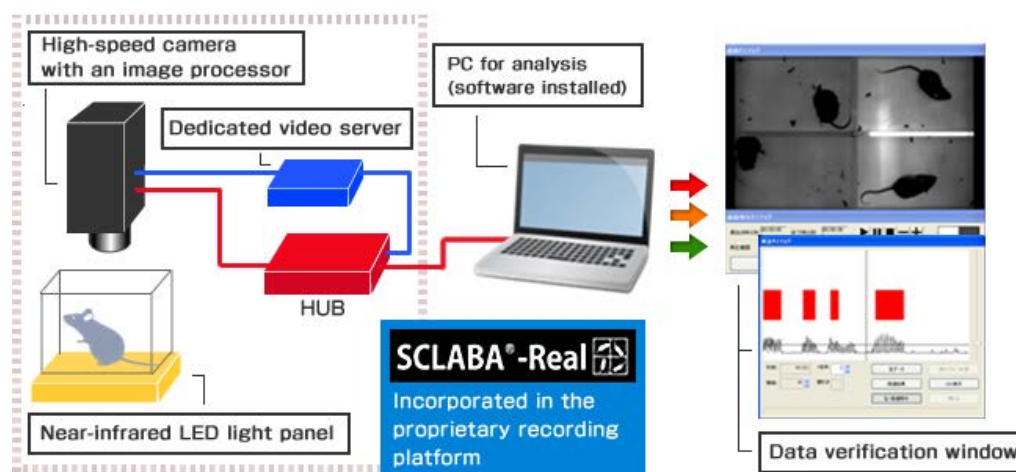 High-speed camera
with an image processor
Dedicated video server
PC for analysis
(software installed)
HUB
SCLABA®-Real
Incorporated in the
proprietary recording
platform
Near-infrared LED light panel
Data verification window